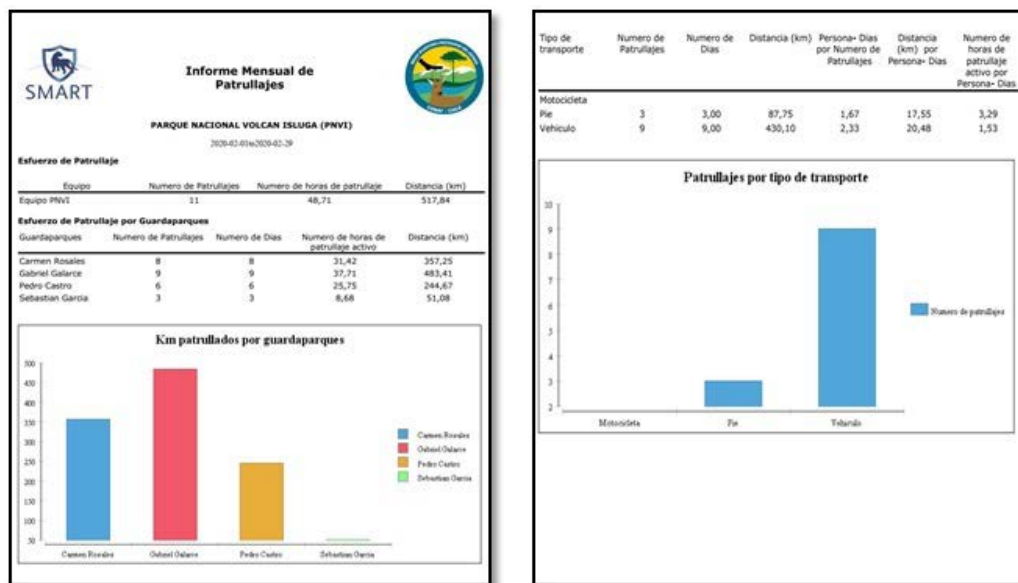 SMART
Informe Mensual de
Patrullajes
PARQUE NACIONAL VOLCAN ISLUGA (PNVI)
2020-02-01to2020-02-29
Esfuerzo de Patrullaje
Equipo Numero de Patrullajes Numero de horas de patrullaje Distancia (km)
Equipo PNVI 11 48,71 517,84
Esfuerzo de Patrullaje por Guardaparques
Guardaparques Numero de Patrullajes Numero de Dias Numero de horas de patrullaje activo Distancia (km)
Carmen Rosales 8 8 31,42 357,25
Gabriel Galarce 9 9 37,71 483,41
Pedro Castro 6 6 25,75 244,67
Sebastian Garcia 3 3 8,68 51,08
Km patrullados por guardaparques
500
450
400
350
300
250
200
150
100
50
Carmen Rosales
Gabriel Galarce
Pedro Castro
Sebastian Garcia
Carmen Rosales Gabriel Galarce Pedro Castro Sebastian Garcia
Tipo de transporte Numero de Patrullajes Numero de Dias Distancia (km) Persona- Dias por Numero de Patrullajes Distancia (km) por Persona- Dias Numero de horas de patrullaje activo por Persona- Dias
Motocicleta
Pie 3 3,00 87,75 1,67 17,55 3,29
Vehiculo 9 9,00 430,10 2,33 20,48 1,53
Patrullajes por tipo de transporte
10
9
8
7
6
5
4
3
2
Numero de patrullajes
Motocicleta Pie Vehiculo